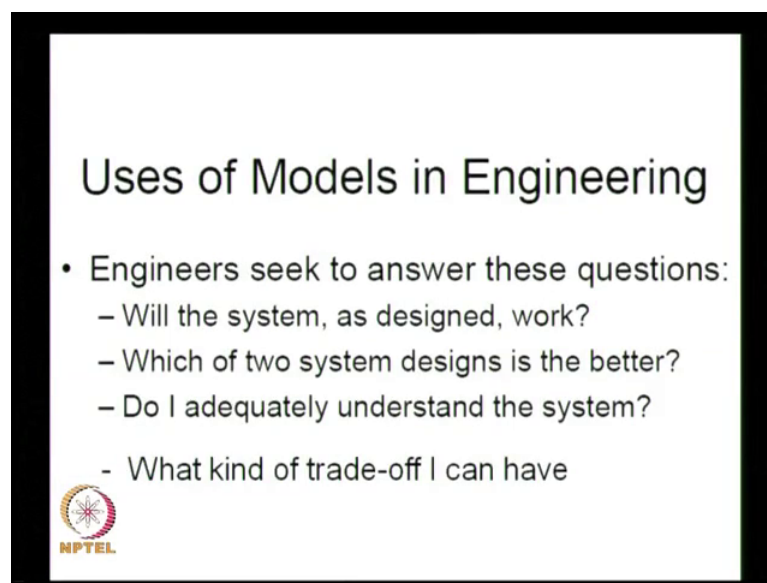 Uses of Models in Engineering
• Engineers seek to answer these questions:
– Will the system, as designed, work?
– Which of two system designs is the better?
– Do I adequately understand the system?
- What kind of trade-off I can have
NPTEL